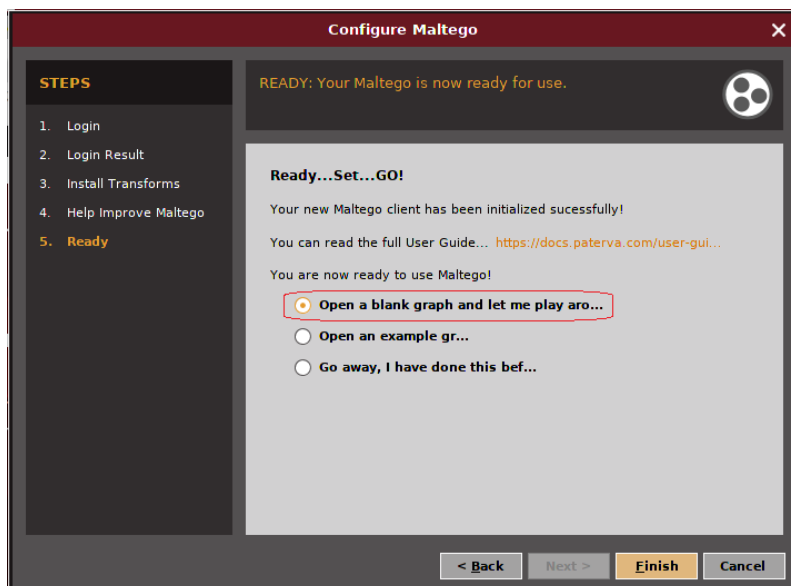 Configure Maltego
STEPS
1. Login
2. Login Result
3. Install Transforms
4. Help Improve Maltego
5. Ready
READY: Your Maltego is now ready for use.
Ready...Set...GO!
Your new Maltego client has been initialized sucessfully!
You can read the full User Guide... https://docs.paterva.com/user-gui...
You are now ready to use Maltego!
Open a blank graph and let me play aro...
Open an example gr...
Go away, I have done this bef...
< Back Next > Finish Cancel